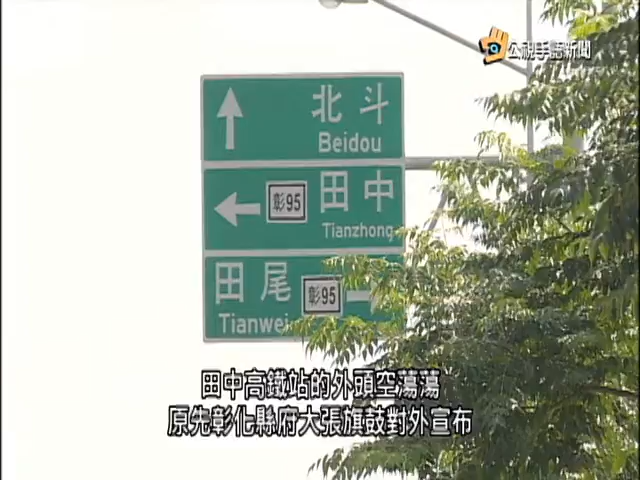 公視手語新聞
北斗
Beidou
彰95
田中
Tianzhong
田尾
彰95
Tianwei
田中高鐵站的外頭空蕩蕩
原先彰化縣府大張旗鼓對外宣布